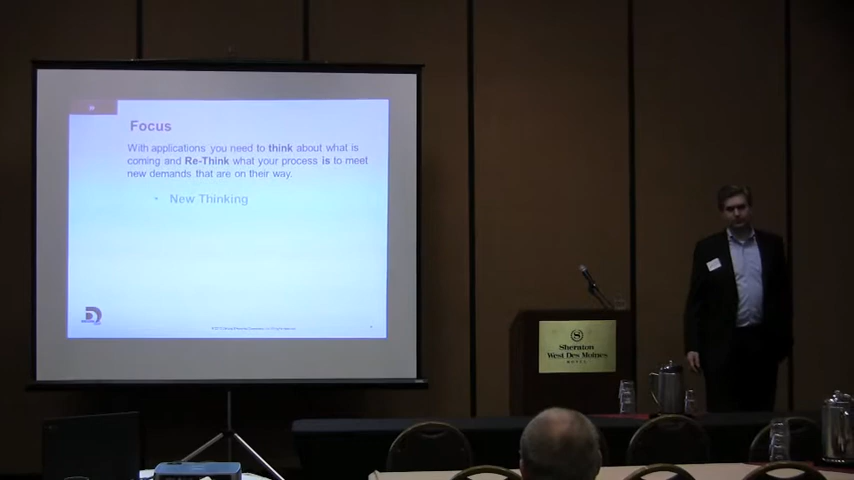 Focus
With applications you need to think about what is
coming and Re-Think what your process is to meet
new demands that are on their way.
• New Thinking
Sheraton
West Des Moines
HOTEL